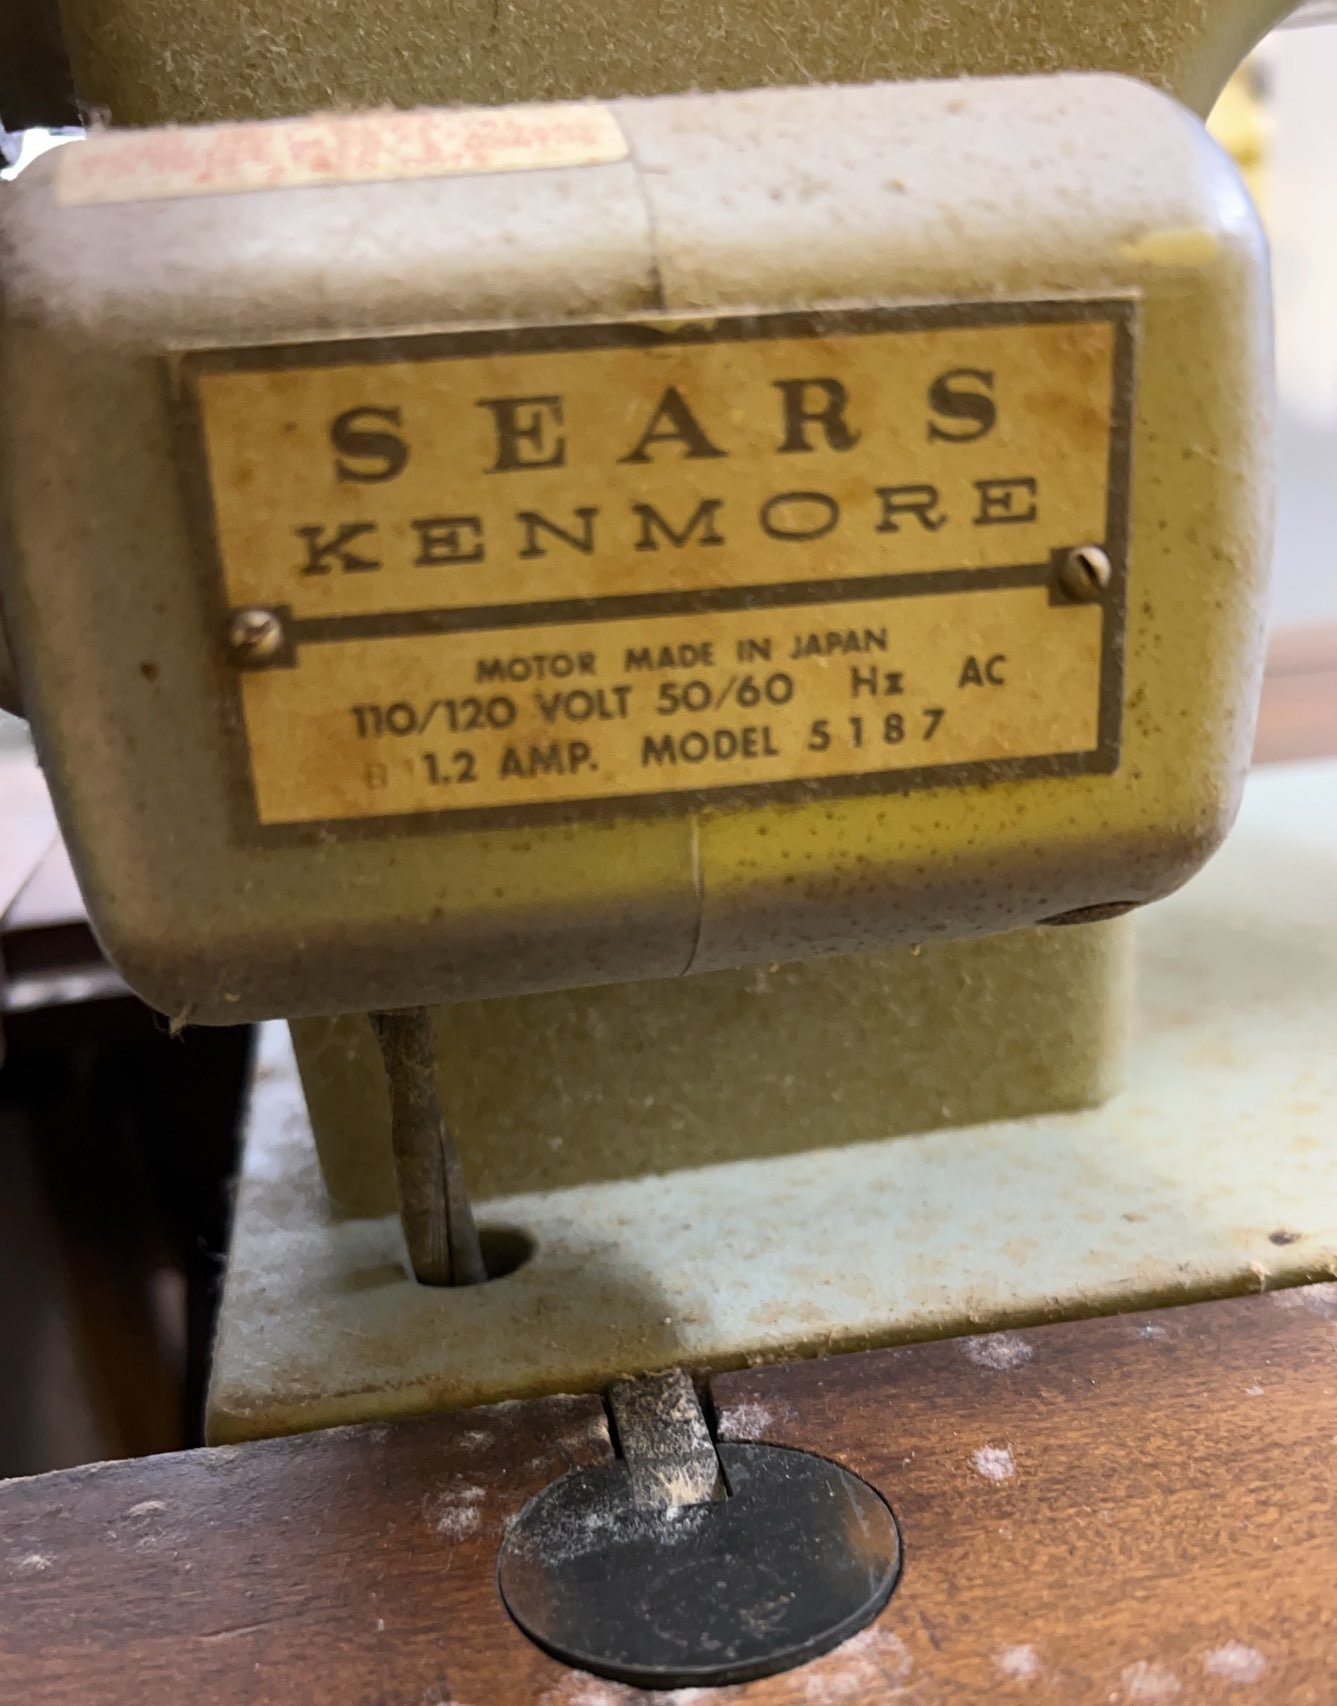 SEARS
KENMORE
MOTOR MADE IN JAPAN
110/120 VOLT 50/60 Hz AC
B 1.2 AMP. MODEL 5187